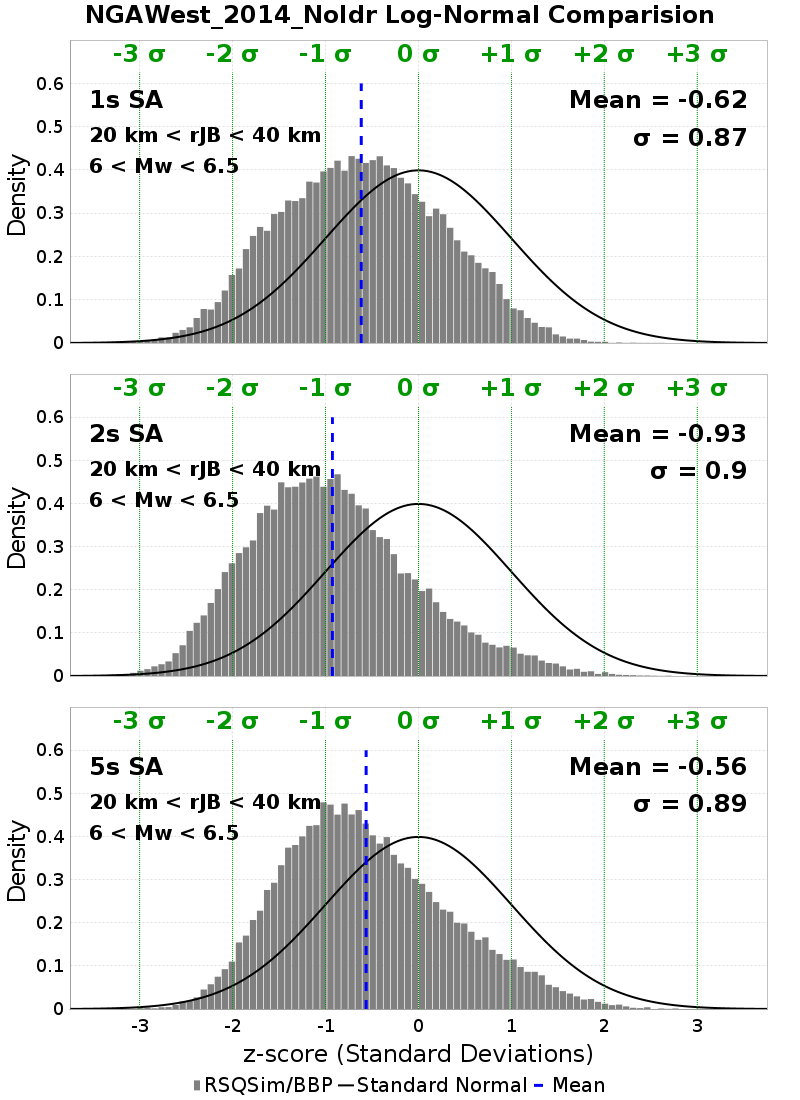 NGAWest_2014_NoIdr Log-Normal Comparision
-3 σ -2 σ -1 σ 0 σ +1 σ +2 σ +3 σ
0.6
1s SA Mean = -0.62
0.5
20 km < rJB < 40 km σ = 0.87
6 < Mw < 6.5
0.4
Density
0.3
0.2
0.1
0
-3 σ -2 σ -1 σ 0 σ +1 σ +2 σ +3 σ
0.6
2s SA Mean = -0.93
0.5
20 km < rJB < 40 km σ = 0.9
6 < Mw < 6.5
0.4
Density
0.3
0.2
0.1
0
-3 σ -2 σ -1 σ 0 σ +1 σ +2 σ +3 σ
0.6
5s SA Mean = -0.56
0.5
20 km < rJB < 40 km σ = 0.89
6 < Mw < 6.5
0.4
Density
0.3
0.2
0.1
0
-3 -2 -1 0 1 2 3
z-score (Standard Deviations)
RSQSim/BBP Standard Normal Mean